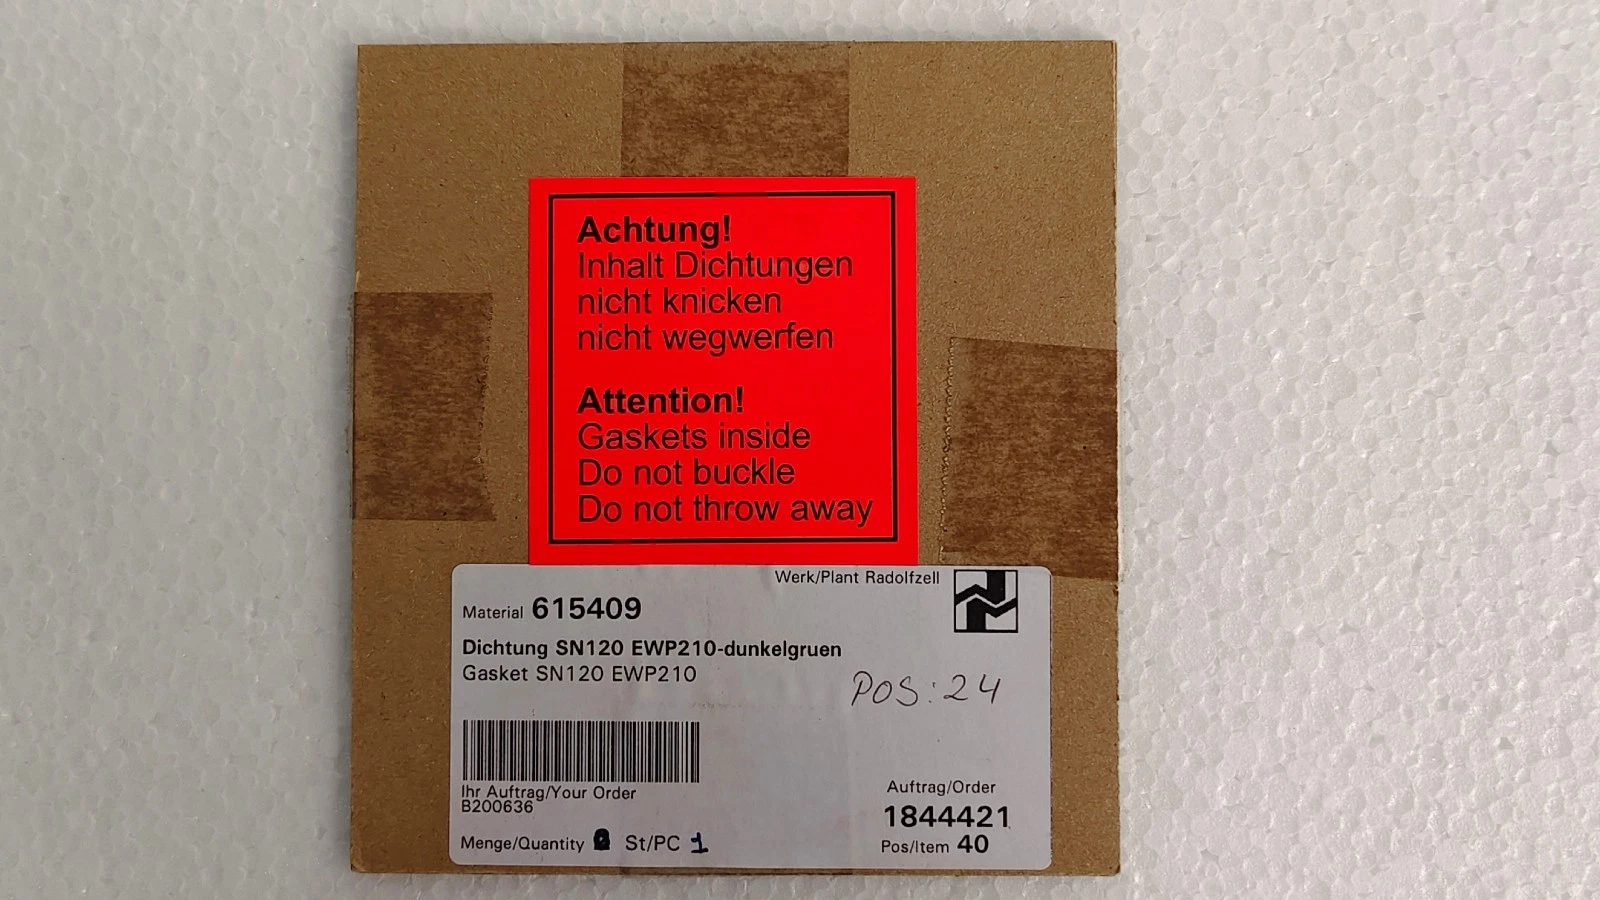 Achtung!
Inhalt Dichtungen
nicht knicken
nicht wegwerfen
Attention!
Gaskets inside
Do not buckle
Do not throw away
Werk/Plant Radolfzell
Material 615409
Dichtung SN120 EWP210-dunkelgruen
Gasket SN120 EWP210
POS: 24
Ihr Auftrag/Your Order
B200636
Auftrag/Order
1844421
Menge/Quantity St/PC 1
Pos/Item 40